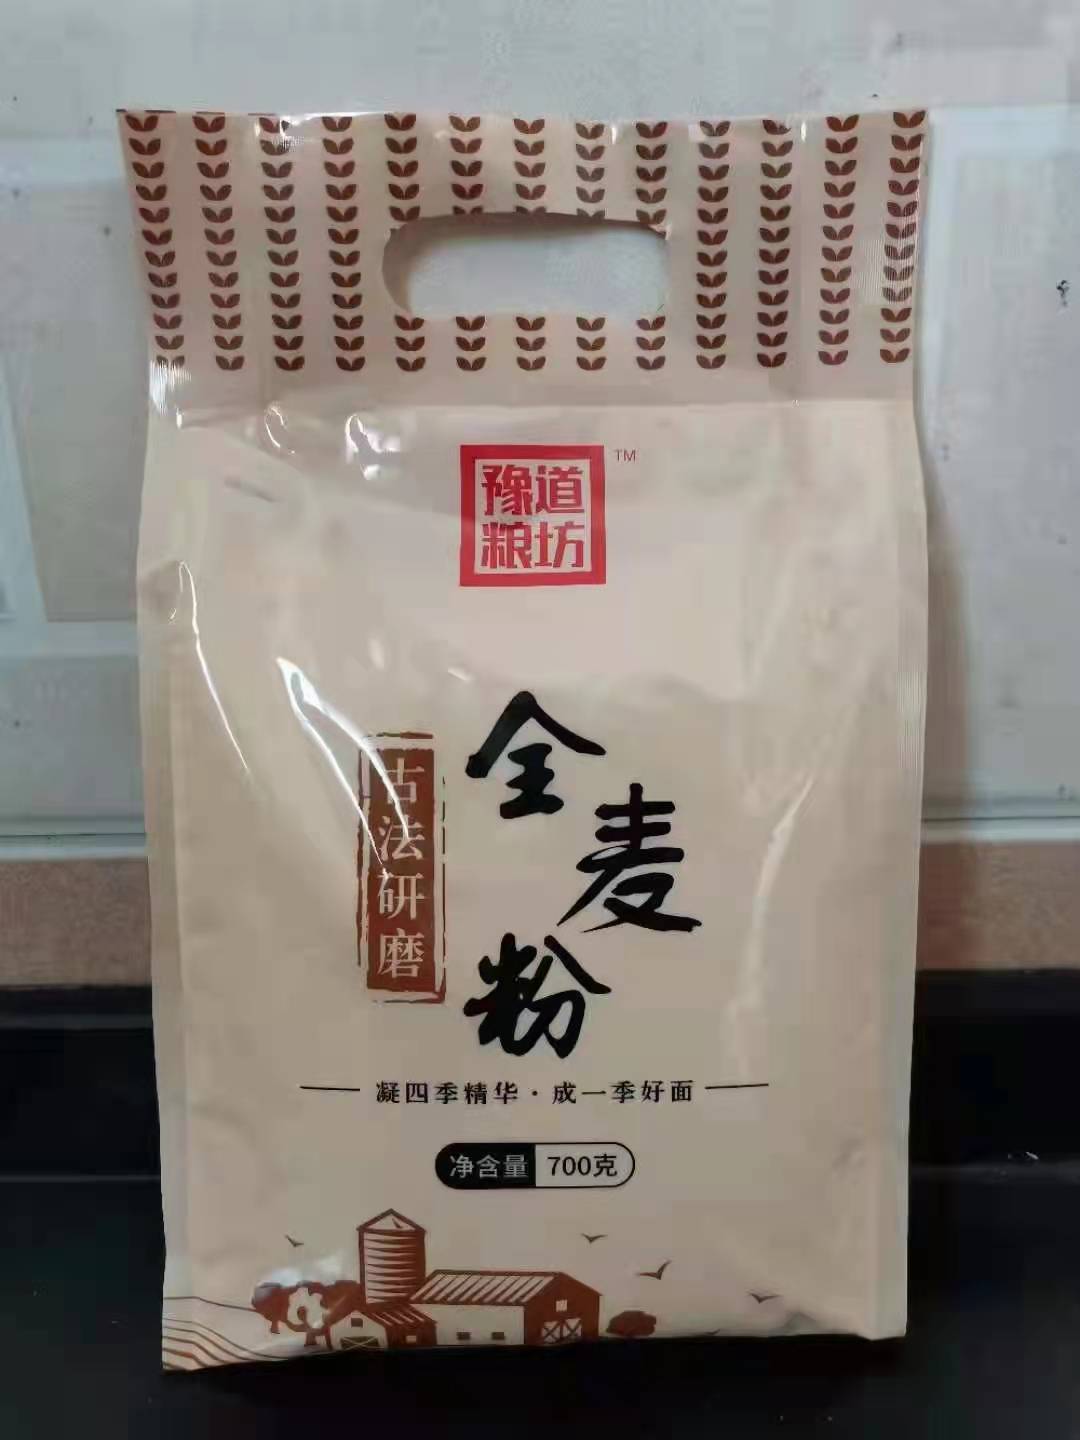 豫道
粮坊
TM
全麦粉
古法研磨
凝四季精华·成一季好面
净含量 700克